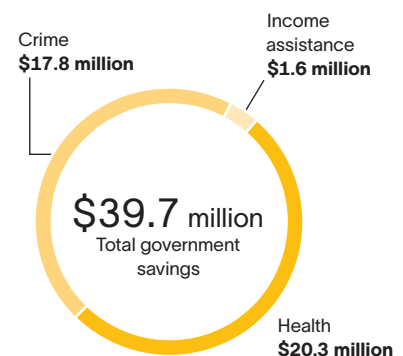 Crime
$17.8 million
Income
assistance
$1.6 million
$39.7 million
Total government
savings
Health
$20.3 million